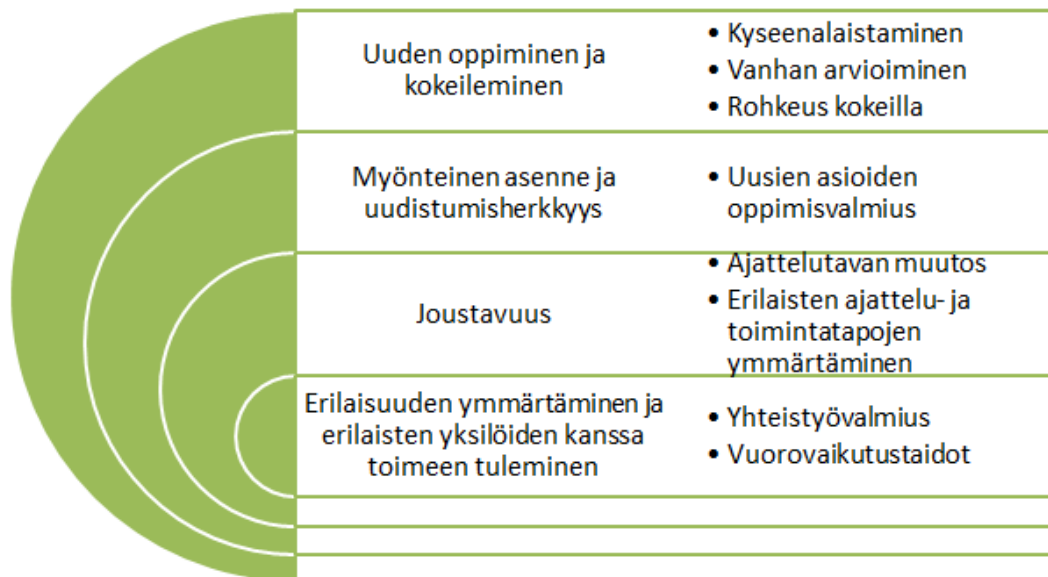 Uuden oppiminen ja
kokeileminen
• Kyseenalaistaminen
• Vanhan arvioiminen
• Rohkeus kokeilla
Myönteinen asenne ja
uudistumisherkkyys
• Uusien asioiden
oppimisvalmius
Joustavuus
• Ajattelutavan muutos
• Erilaisten ajattelu- ja
toimintatapojen
ymmärtäminen
Erilaisuuden ymmärtäminen ja
erilaisten yksilöiden kanssa
toimeen tuleminen
• Yhteistyövalmius
• Vuorovaikutustaidot